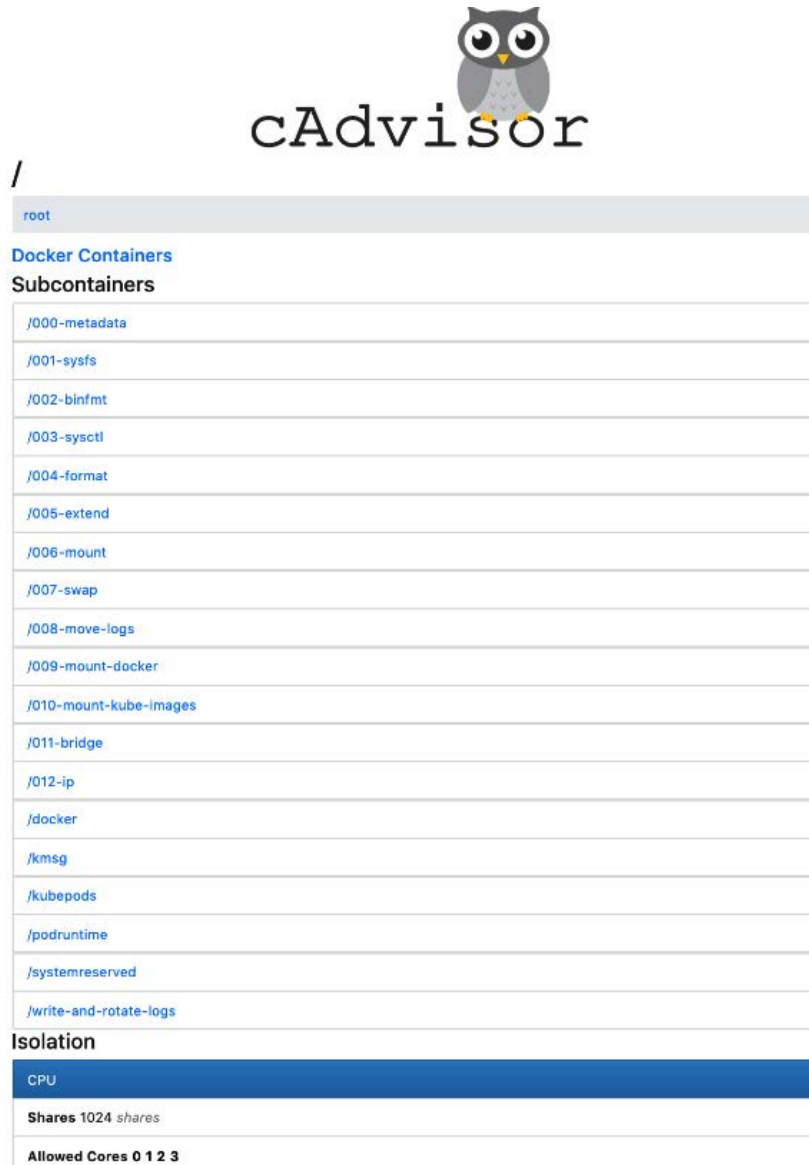 cAdvisor
/
root
Docker Containers
Subcontainers
/000-metadata
/001-sysfs
/002-binfmt
/003-sysctl
/004-format
/005-extend
/006-mount
/007-swap
/008-move-logs
/009-mount-docker
/010-mount-kube-images
/011-bridge
/012-ip
/docker
/kmsg
/kubepods
/podruntime
/systemreserved
/write-and-rotate-logs
Isolation
CPU
Shares 1024 shares
Allowed Cores 0 1 2 3